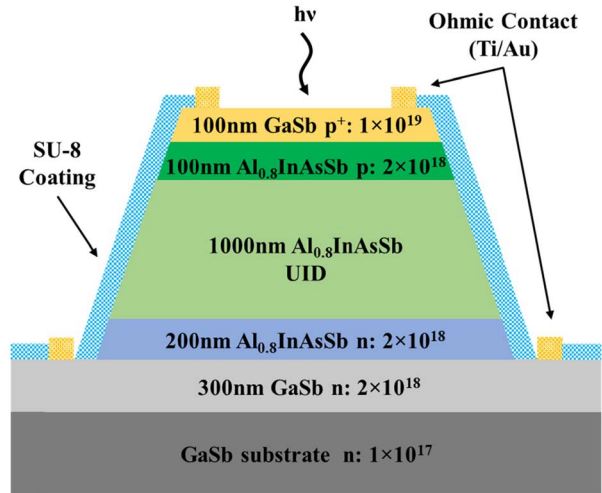 hν
Ohmic Contact
(Ti/Au)
SU-8
Coating
100nm GaSb p⁺: 1×10¹⁹
100nm Al₀.₈InAsSb p: 2×10¹⁸
1000nm Al₀.₈InAsSb
UID
200nm Al₀.₈InAsSb n: 2×10¹⁸
300nm GaSb n: 2×10¹⁸
GaSb substrate n: 1×10¹⁷